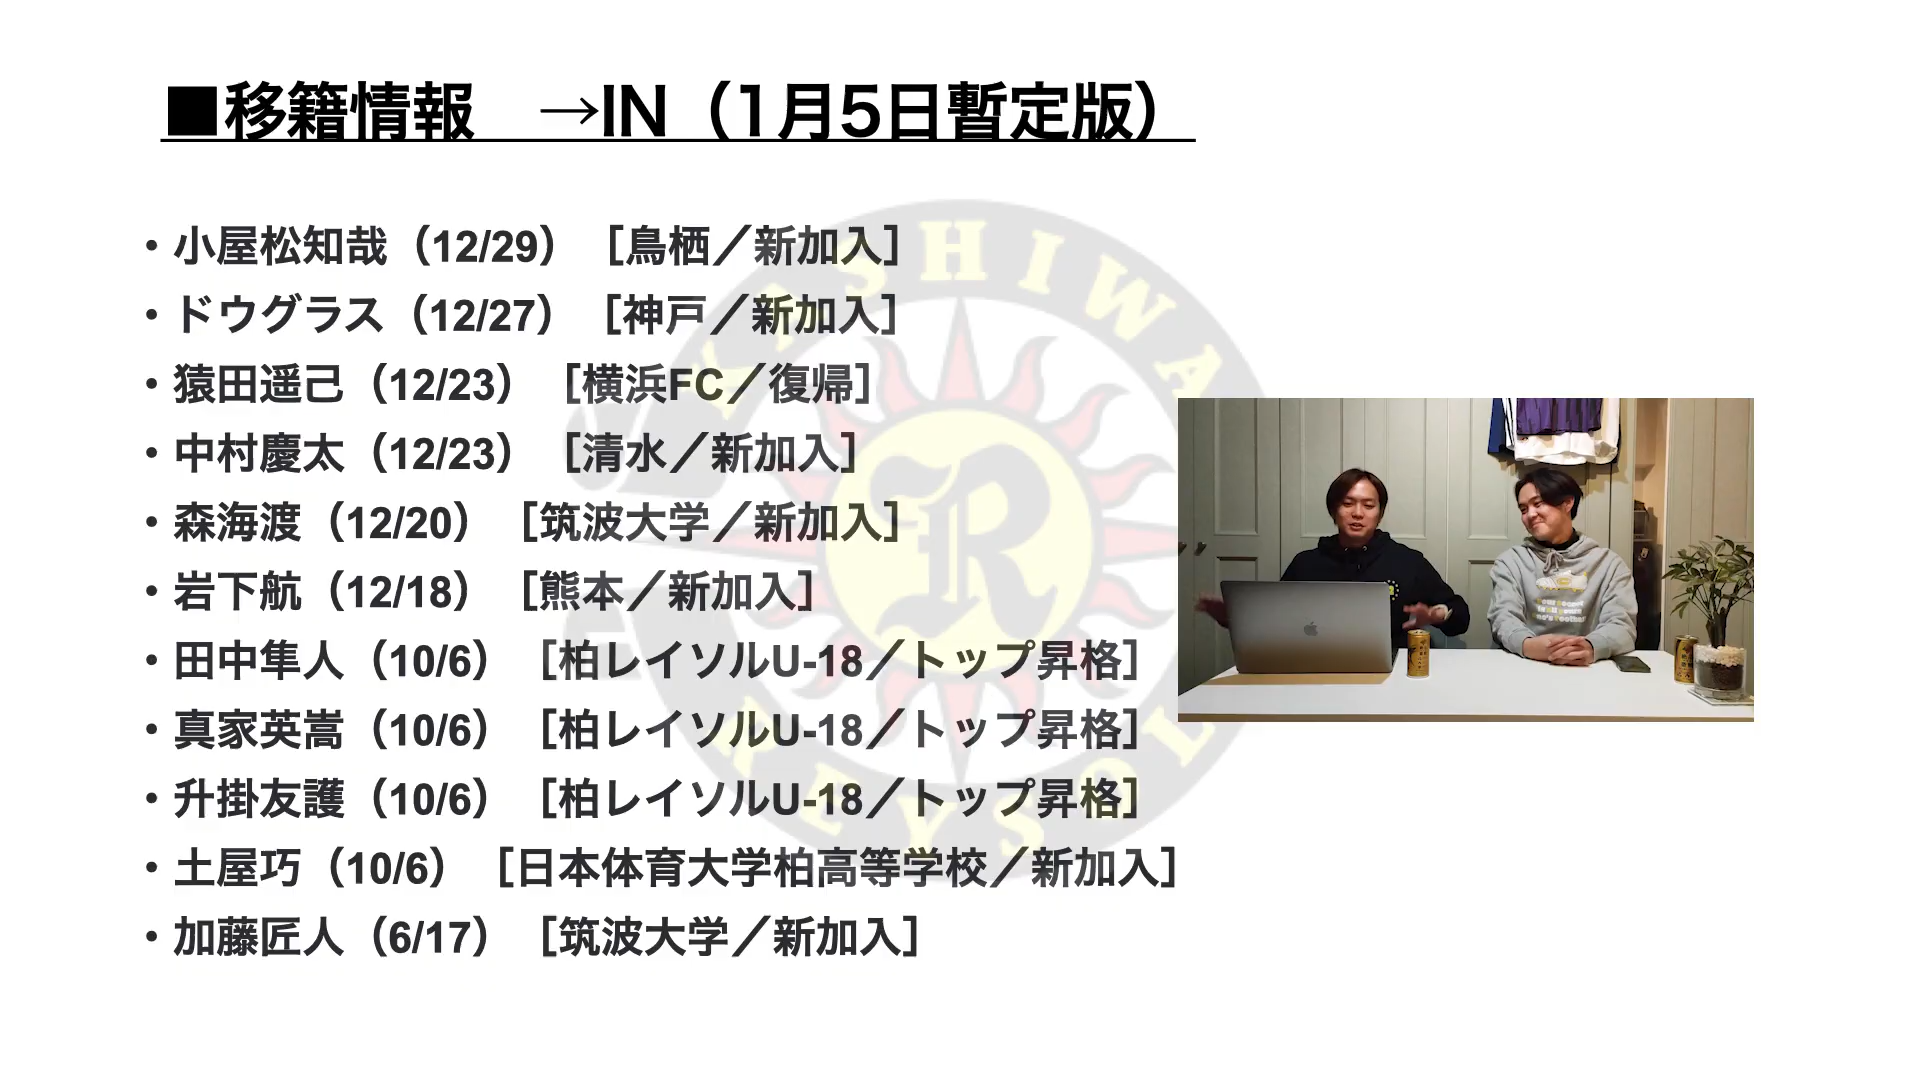 ■移籍情報　→IN（1月5日暫定版）
・小屋松知哉（12/29）［鳥栖／新加入］
・ドウグラス（12/27）［神戸／新加入］
・猿田遥己（12/23）［横浜FC／復帰］
・中村慶太（12/23）［清水／新加入］
・森海渡（12/20）［筑波大学／新加入］
・岩下航（12/18）［熊本／新加入］
・田中隼人（10/6）［柏レイソルU-18／トップ昇格］
・真家英嵩（10/6）［柏レイソルU-18／トップ昇格］
・升掛友護（10/6）［柏レイソルU-18／トップ昇格］
・土屋巧（10/6）［日本体育大学柏高等学校／新加入］
・加藤匠人（6/17）［筑波大学／新加入］
KASHIWA
REYSOL
R